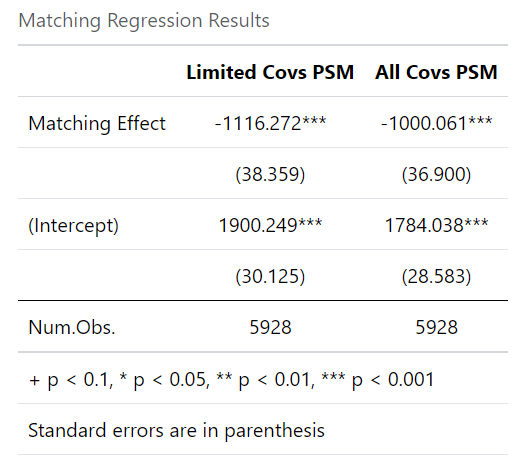 Matching Regression Results
Limited Covs PSM All Covs PSM
Matching Effect -1116.272*** -1000.061***
(38.359) (36.900)
(Intercept) 1900.249*** 1784.038***
(30.125) (28.583)
Num.Obs. 5928 5928
+ p < 0.1, * p < 0.05, ** p < 0.01, *** p < 0.001
Standard errors are in parenthesis